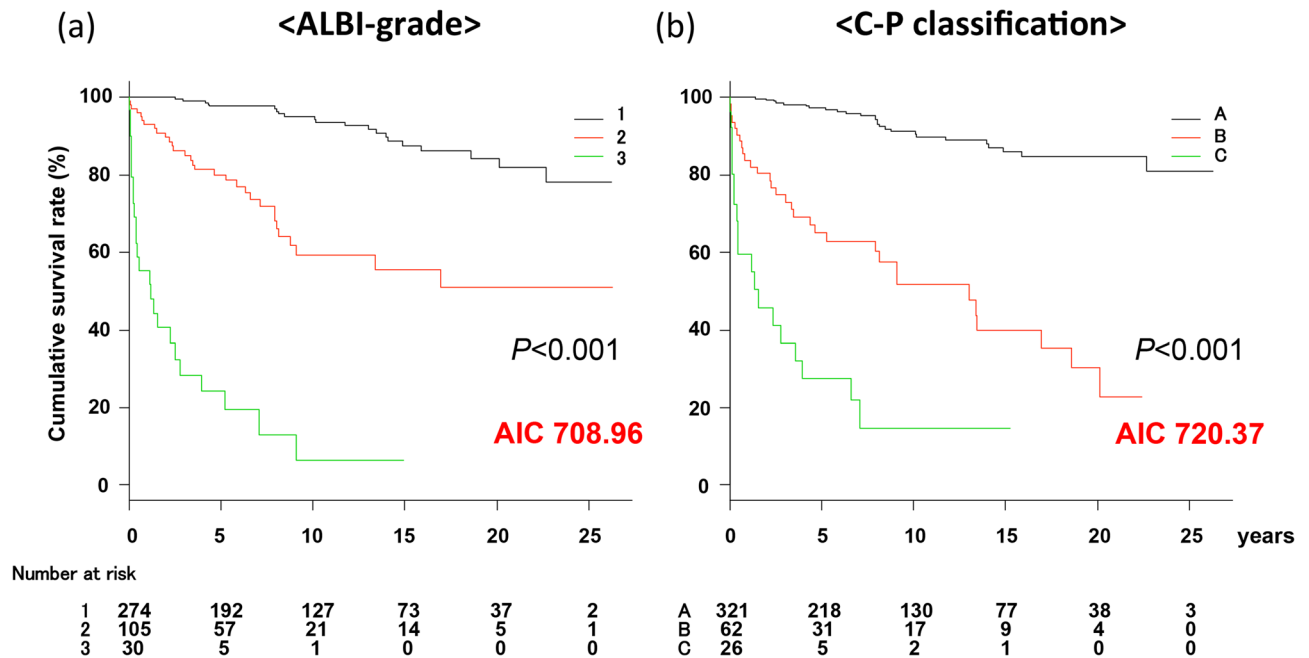 (a) <ALBI-grade>
Cumulative survival rate (%)
100
80
60
40
20
0
1
2
3
P<0.001
AIC 708.96
0 5 10 15 20 25
(b) <C-P classification>
100
80
60
40
20
0
A
B
C
P<0.001
AIC 720.37
0 5 10 15 20 25 years
Number at risk
1 274 192 127 73 37 2
2 105 57 21 14 5 1
3 30 5 1 0 0 0
A 321 218 130 77 38 3
B 62 31 17 9 4 0
C 26 5 2 1 0 0